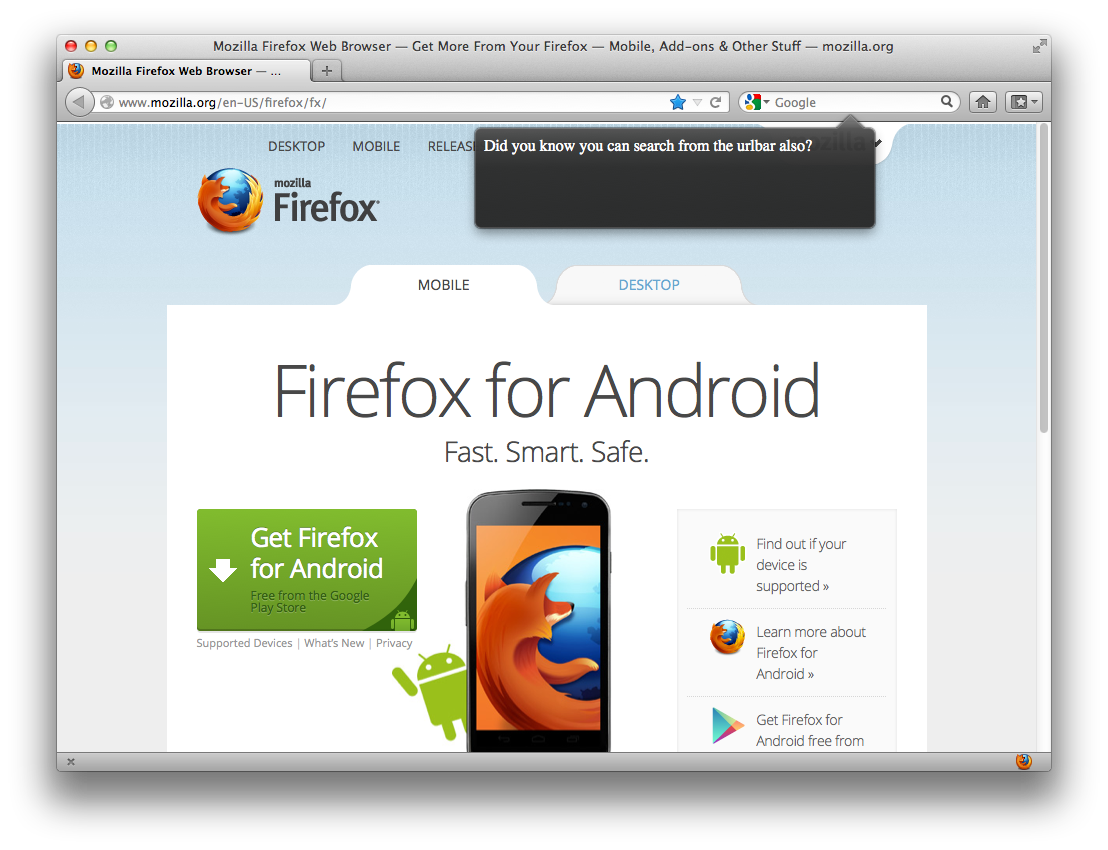 Mozilla Firefox Web Browser — Get More From Your Firefox — Mobile, Add-ons & Other Stuff — mozilla.org
Mozilla Firefox Web Browser — ...
www.mozilla.org/en-US/firefox/fx/
Google
DESKTOP
MOBILE
Did you know you can search from the urlbar also?
mozilla
Firefox
MOBILE
DESKTOP
Firefox for Android
Fast. Smart. Safe.
Get Firefox
for Android
Free from the Google
Play Store
Supported Devices | What's New | Privacy
Find out if your
device is
supported »
Learn more about
Firefox for
Android »
Get Firefox for
Android free from